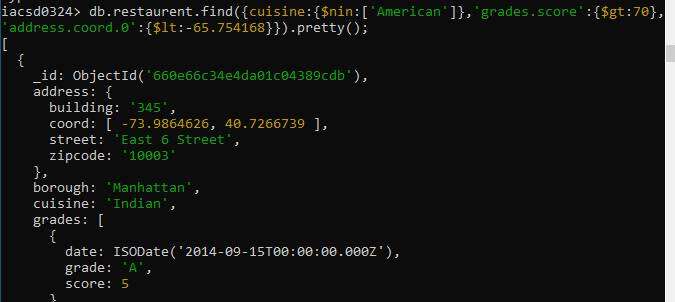 iacsd0324> db.restaurent.find({cuisine:{$nin:['American']},'grades.score':{$gt:70},
'address.coord.0':{$lt:-65.754168}}).pretty();
[
  {
    _id: ObjectId('660e66c34e4da01c04389cdb'),
    address: {
      building: '345',
      coord: [ -73.9864626, 40.7266739 ],
      street: 'East 6 Street',
      zipcode: '10003'
    },
    borough: 'Manhattan',
    cuisine: 'Indian',
    grades: [
      {
        date: ISODate('2014-09-15T00:00:00.000Z'),
        grade: 'A',
        score: 5
      }